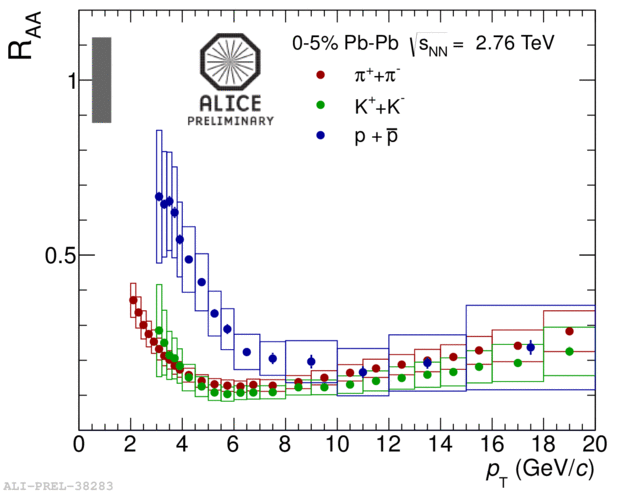 R_AA
1
0.5
ALICE
PRELIMINARY
0-5% Pb-Pb √s_NN = 2.76 TeV
π⁺+π⁻
K⁺+K⁻
p + p̅
2 4 6 8 10 12 14 16 18 20
p_T (GeV/c)
ALI-PREL-38283